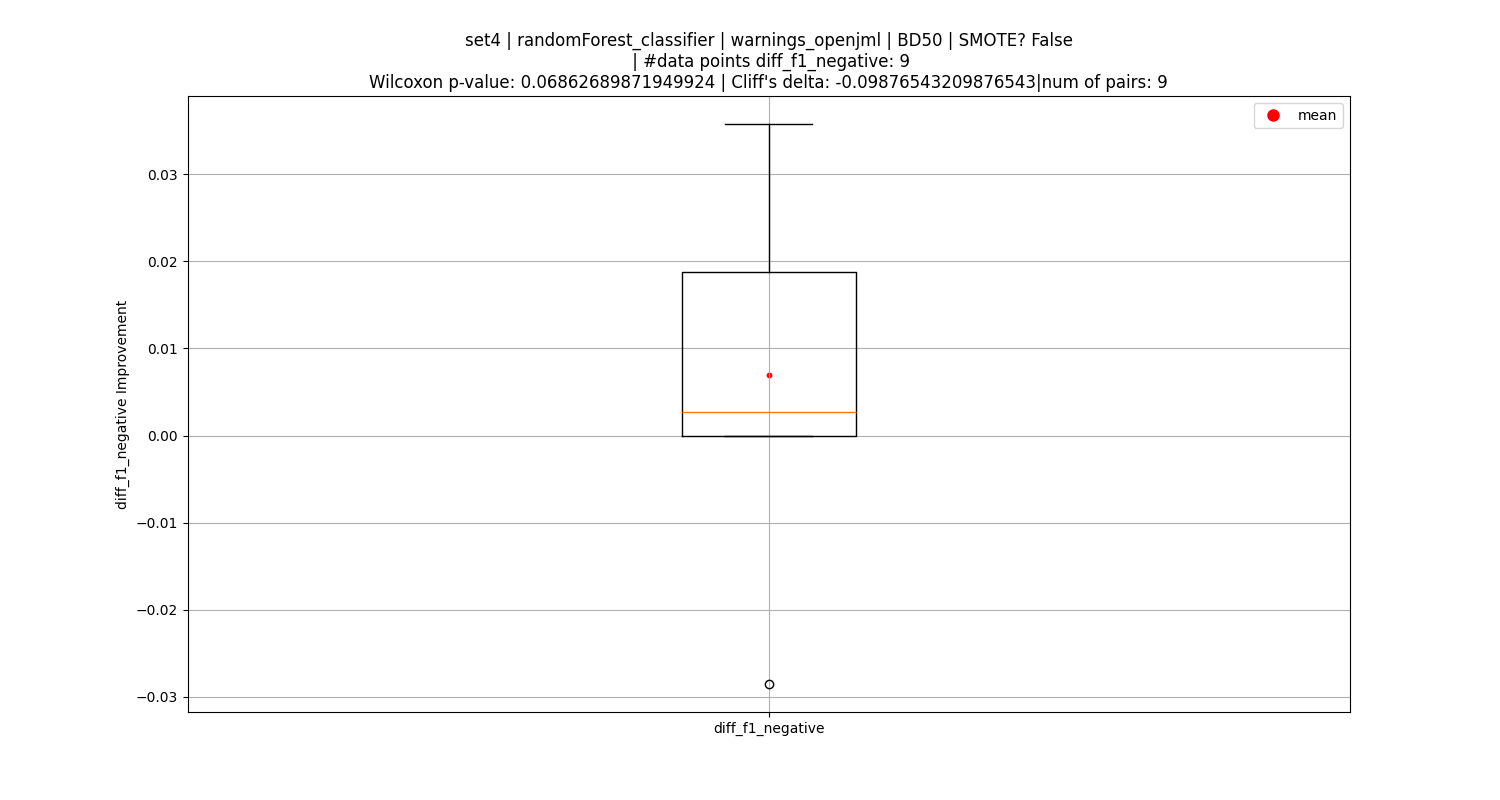 set4 | randomForest_classifier | warnings_openjml | BD50 | SMOTE? False
| #data points diff_f1_negative: 9
Wilcoxon p-value: 0.06862689871949924 | Cliff's delta: -0.09876543209876543|num of pairs: 9
mean
0.03
0.02
0.01
0.00
−0.01
−0.02
−0.03
diff_f1_negative Improvement
diff_f1_negative